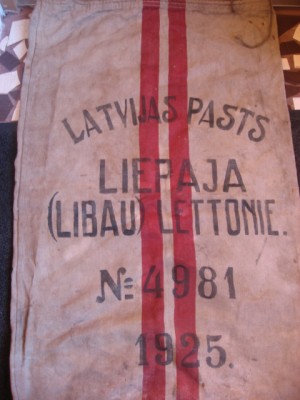 LATVIJAS PASTS
LIEPAJA
(LIBAU) LETTONIE.
№ 4981
1925.